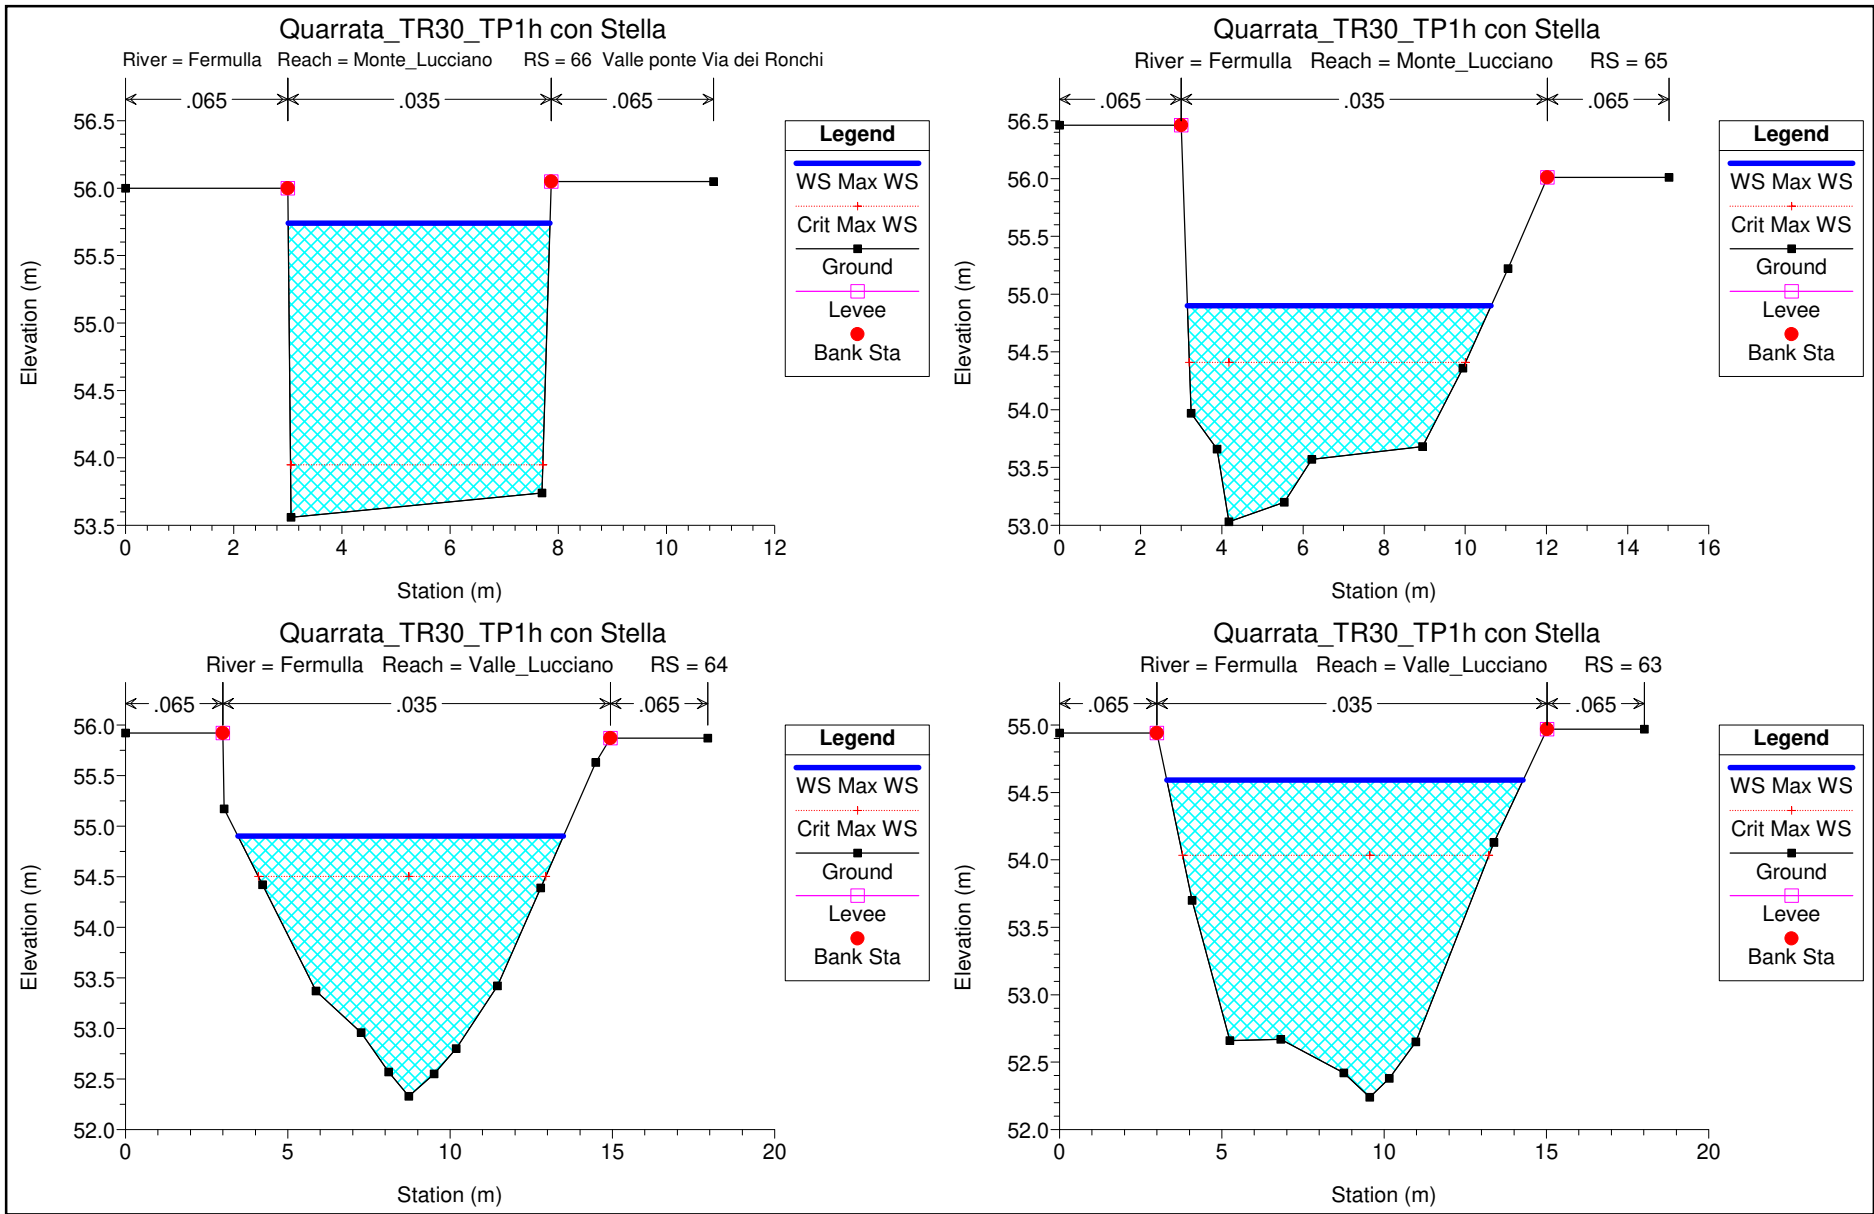 Quarrata_TR30_TP1h con Stella
River = Fermulla Reach = Monte_Lucciano RS = 66 Valle ponte Via dei Ronchi
.065 .035 .065
56.5
56.0
55.5
55.0
54.5
54.0
53.5
0 2 4 6 8 10 12
Station (m)
Elevation (m)
Legend
WS Max WS
Crit Max WS
Ground
Levee
Bank Sta
Quarrata_TR30_TP1h con Stella
River = Fermulla Reach = Monte_Lucciano RS = 65
.065 .035 .065
56.5
56.0
55.5
55.0
54.5
54.0
53.5
53.0
0 2 4 6 8 10 12 14 16
Station (m)
Elevation (m)
Legend
WS Max WS
Crit Max WS
Ground
Levee
Bank Sta
Quarrata_TR30_TP1h con Stella
River = Fermulla Reach = Valle_Lucciano RS = 64
.065 .035 .065
56.0
55.5
55.0
54.5
54.0
53.5
53.0
52.5
52.0
0 5 10 15 20
Station (m)
Elevation (m)
Legend
WS Max WS
Crit Max WS
Ground
Levee
Bank Sta
Quarrata_TR30_TP1h con Stella
River = Fermulla Reach = Valle_Lucciano RS = 63
.065 .035 .065
55.0
54.5
54.0
53.5
53.0
52.5
52.0
0 5 10 15 20
Station (m)
Elevation (m)
Legend
WS Max WS
Crit Max WS
Ground
Levee
Bank Sta